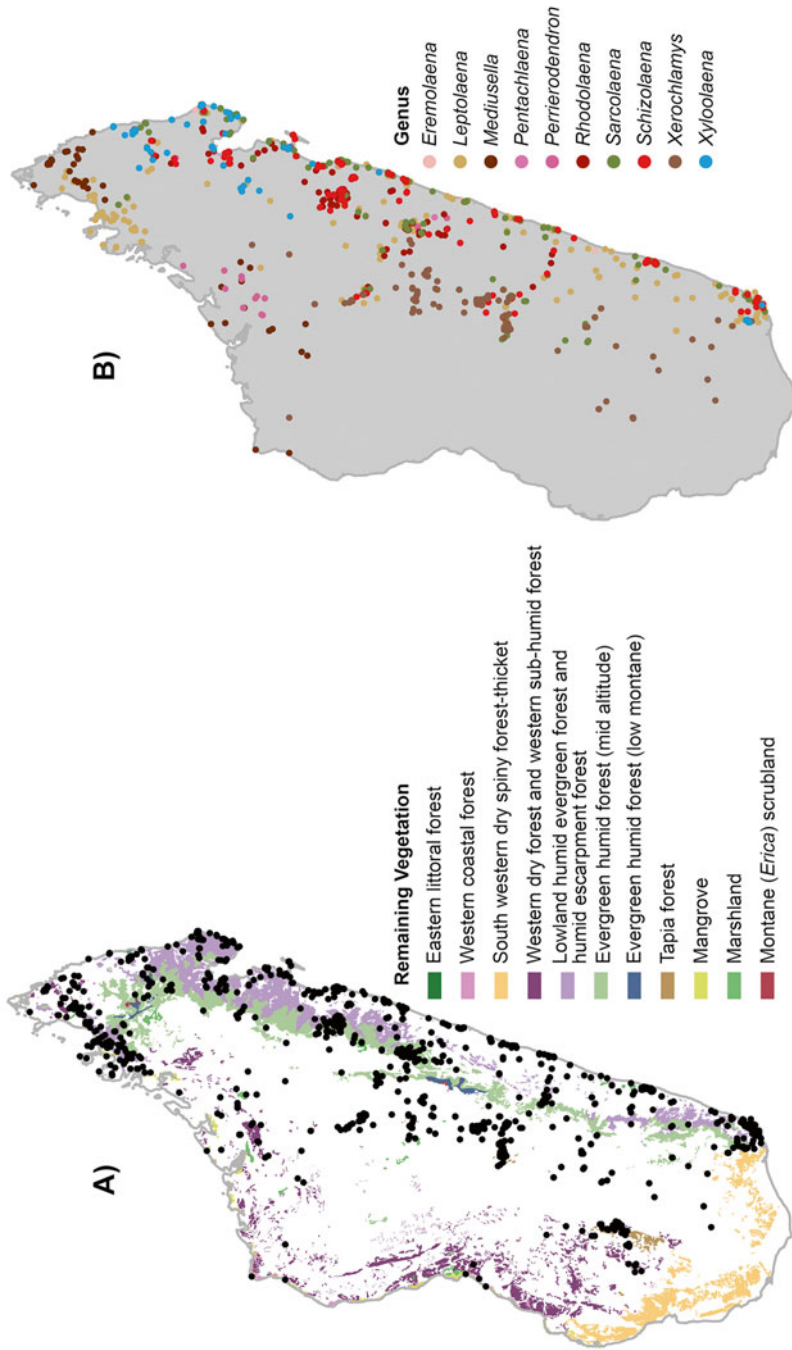 A)
Remaining Vegetation
Eastern littoral forest
Western coastal forest
South western dry spiny forest-thicket
Western dry forest and western sub-humid forest
Lowland humid evergreen forest and
humid escarpment forest
Evergreen humid forest (mid altitude)
Evergreen humid forest (low montane)
Tapia forest
Mangrove
Marshland
Montane (Erica) scrubland
B)
Genus
Eremolaena
Leptolaena
Mediusella
Pentachlaena
Perrierodendron
Rhodolaena
Sarcolaena
Schizolaena
Xerochlamys
Xyloolaena